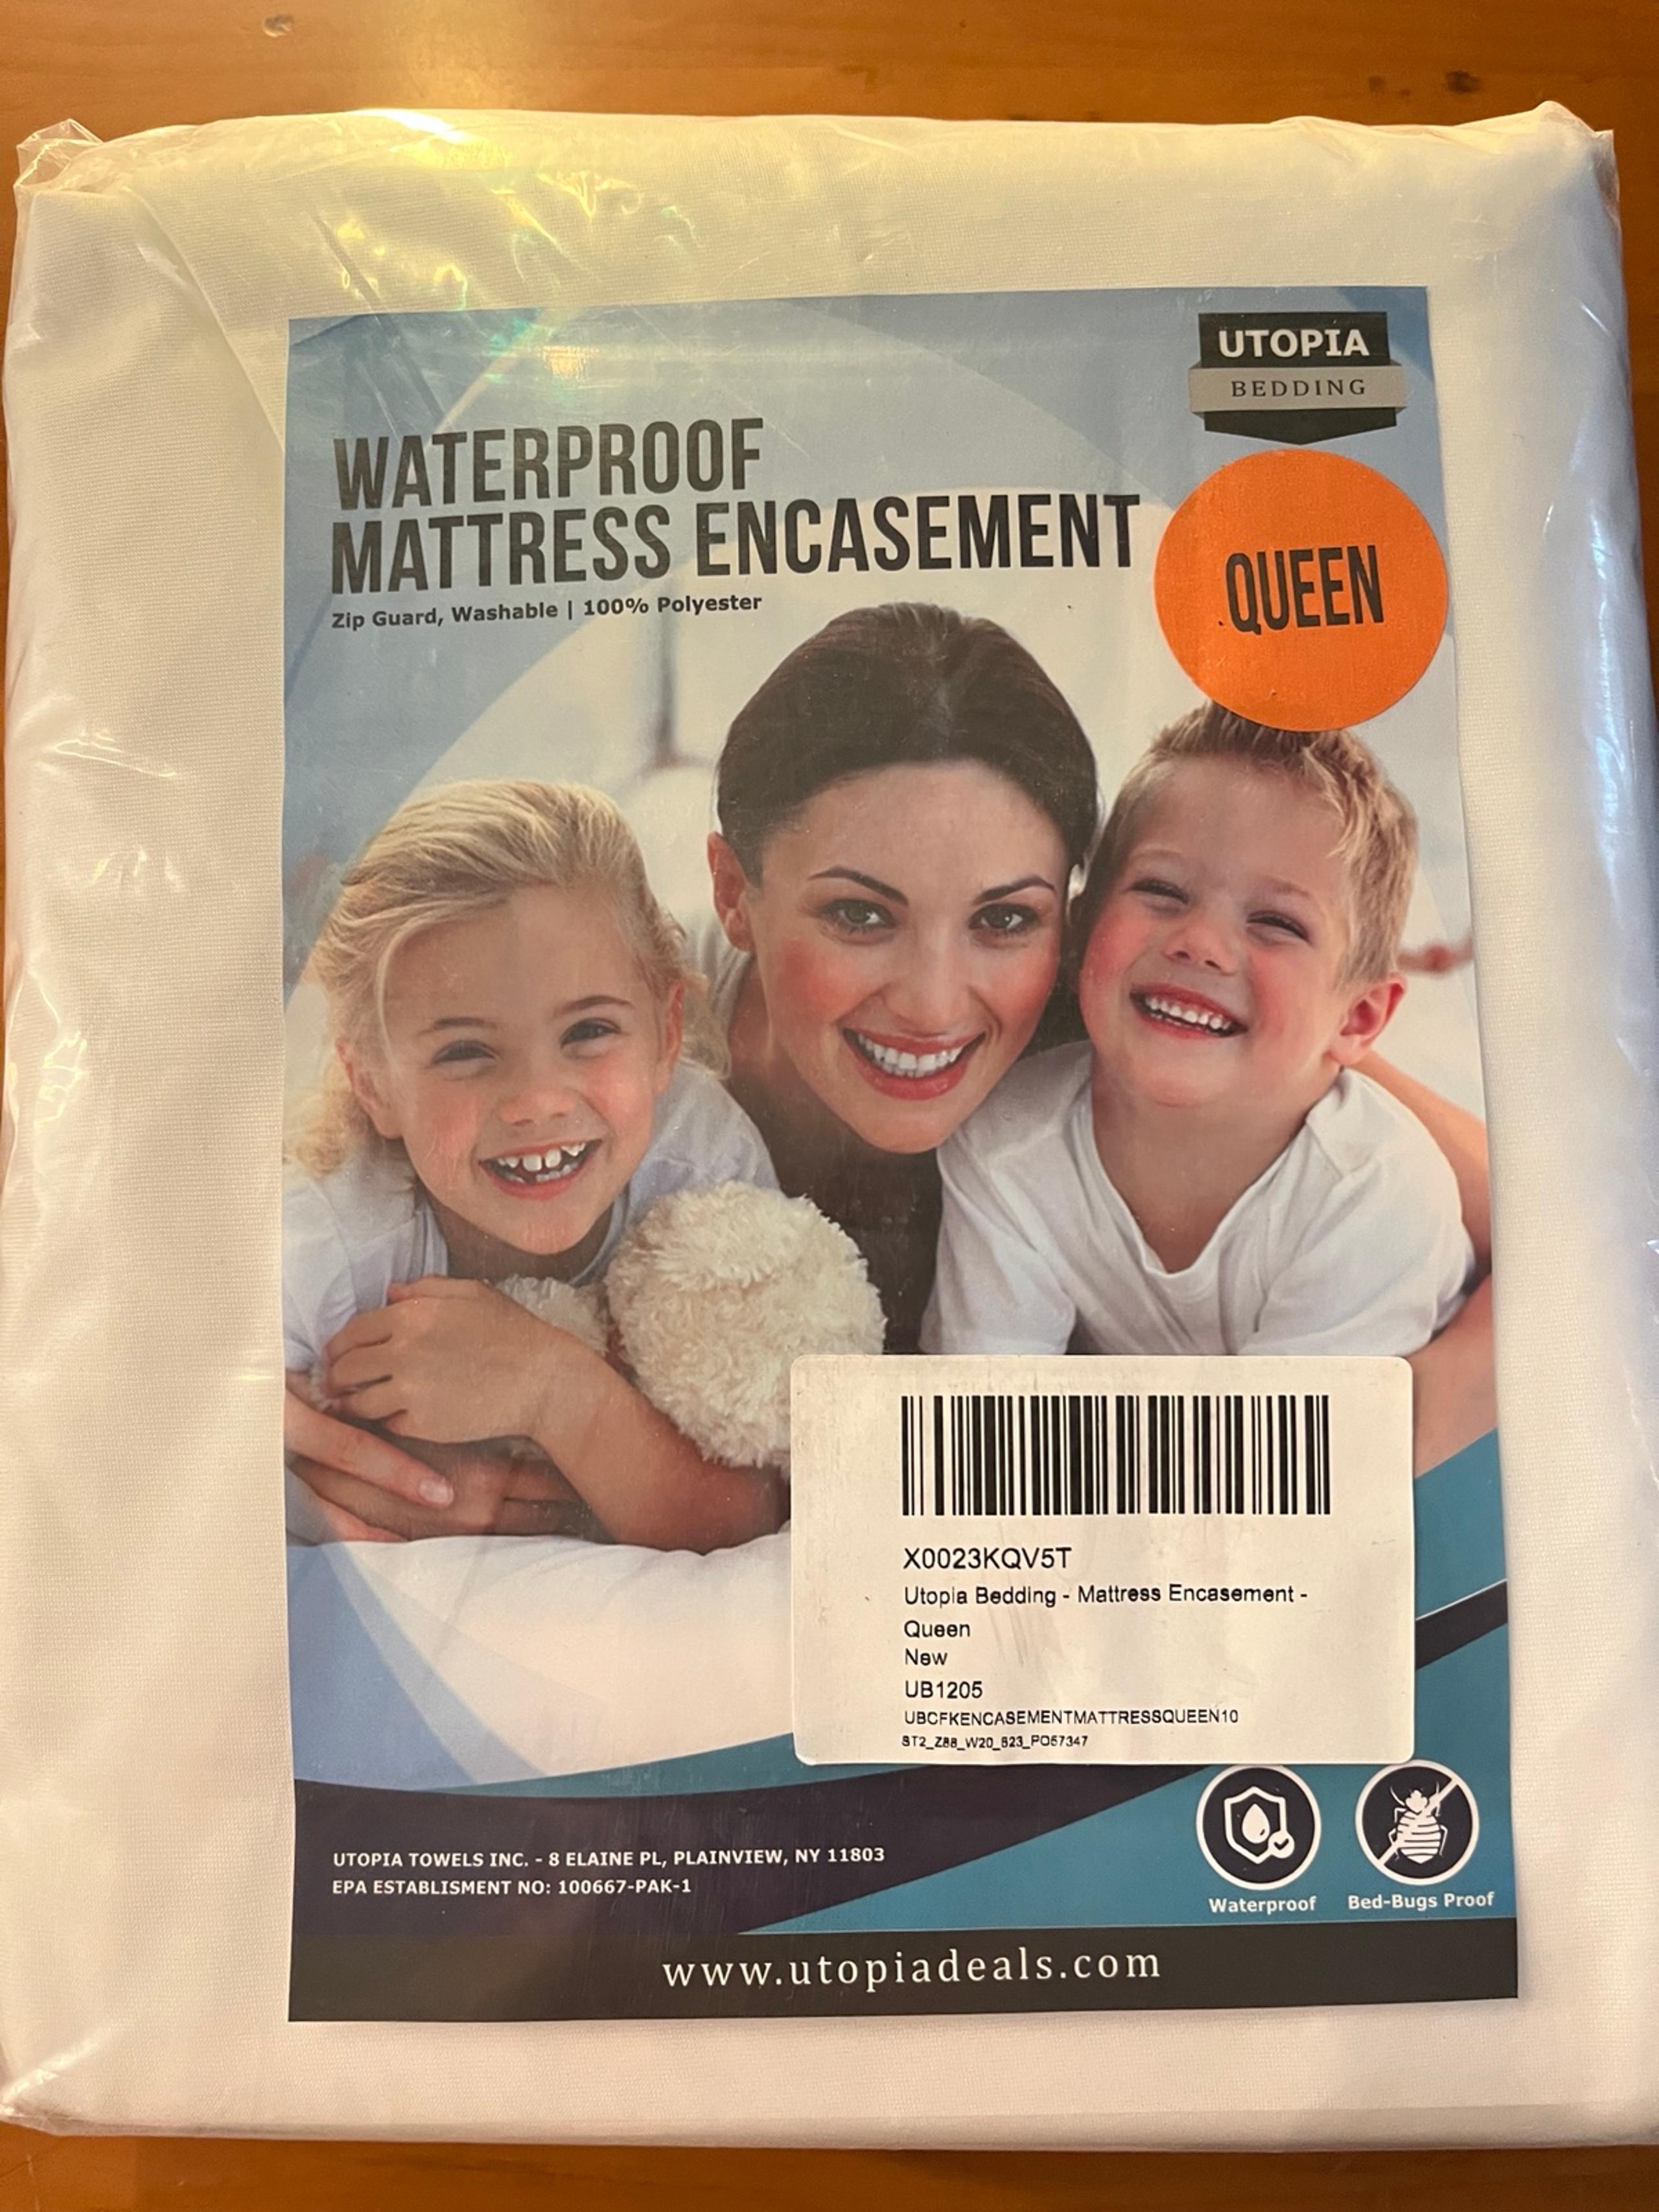 UTOPIA
BEDDING
WATERPROOF
MATTRESS ENCASEMENT
Zip Guard, Washable | 100% Polyester
QUEEN
X0023KQV5T
Utopia Bedding - Mattress Encasement -
Queen
New
UB1205
UBCFKENCASEMENTMATTRESSQUEEN10
ST2_Z88_W20_823_PO57347
UTOPIA TOWELS INC. - 8 ELAINE PL, PLAINVIEW, NY 11803
EPA ESTABLISMENT NO: 100667-PAK-1
Waterproof
Bed-Bugs Proof
www.utopiadeals.com